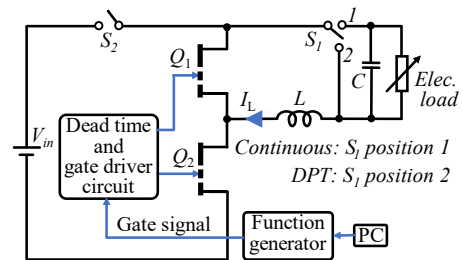 S2
S1
1
2
Q1
C
Elec.
load
IL
L
Vin
Dead time
and
gate driver
circuit
Q2
Continuous: S1 position 1
DPT: S1 position 2
Gate signal
Function
generator
PC